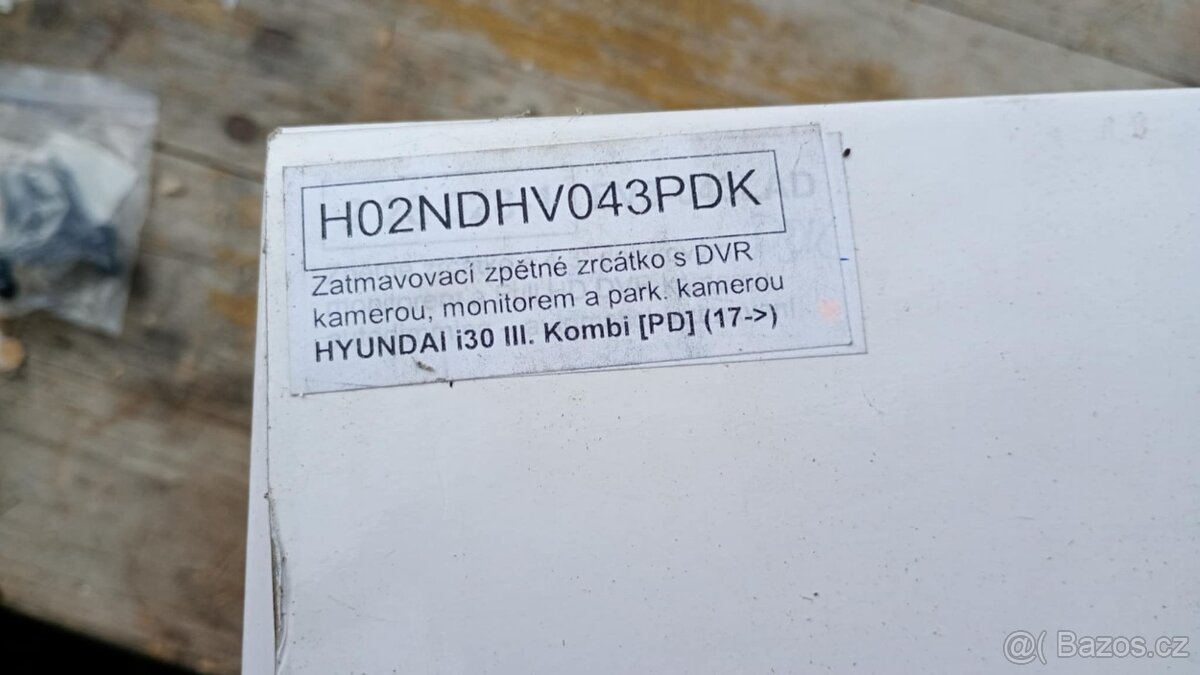 H02NDHV043PDK
Zatmavovací zpětné zrcátko s DVR
kamerou, monitorem a park. kamerou
HYUNDAI i30 III. Kombi [PD] (17->)
@( Bazos.cz